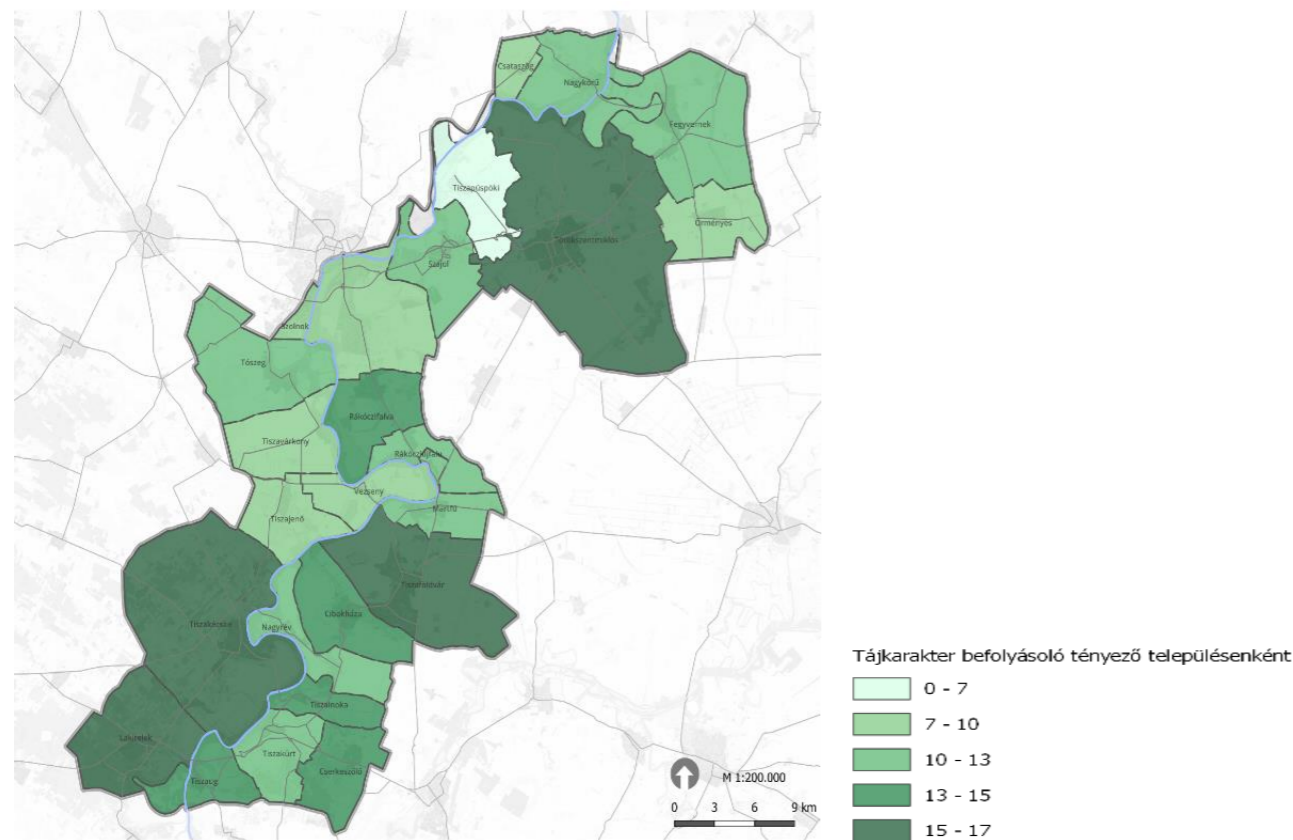 Csataszög
Nagykörű
Fegyvernek
Tiszapüspöki
Örményes
Törökszentmiklós
Szajol
Szolnok
Tószeg
Rákóczifalva
Tiszavárkony
Rákócziújfalu
Vezseny
Martfű
Tiszajenő
Tiszaföldvár
Cibakháza
Tiszakécske
Nagyrév
Tiszainoka
Lakitelek
Tiszakürt
Cserkeszőlő
Tiszaug
M 1:200.000
0 3 6 9 km
Tájkarakter befolyásoló tényező településenként
0 - 7
7 - 10
10 - 13
13 - 15
15 - 17